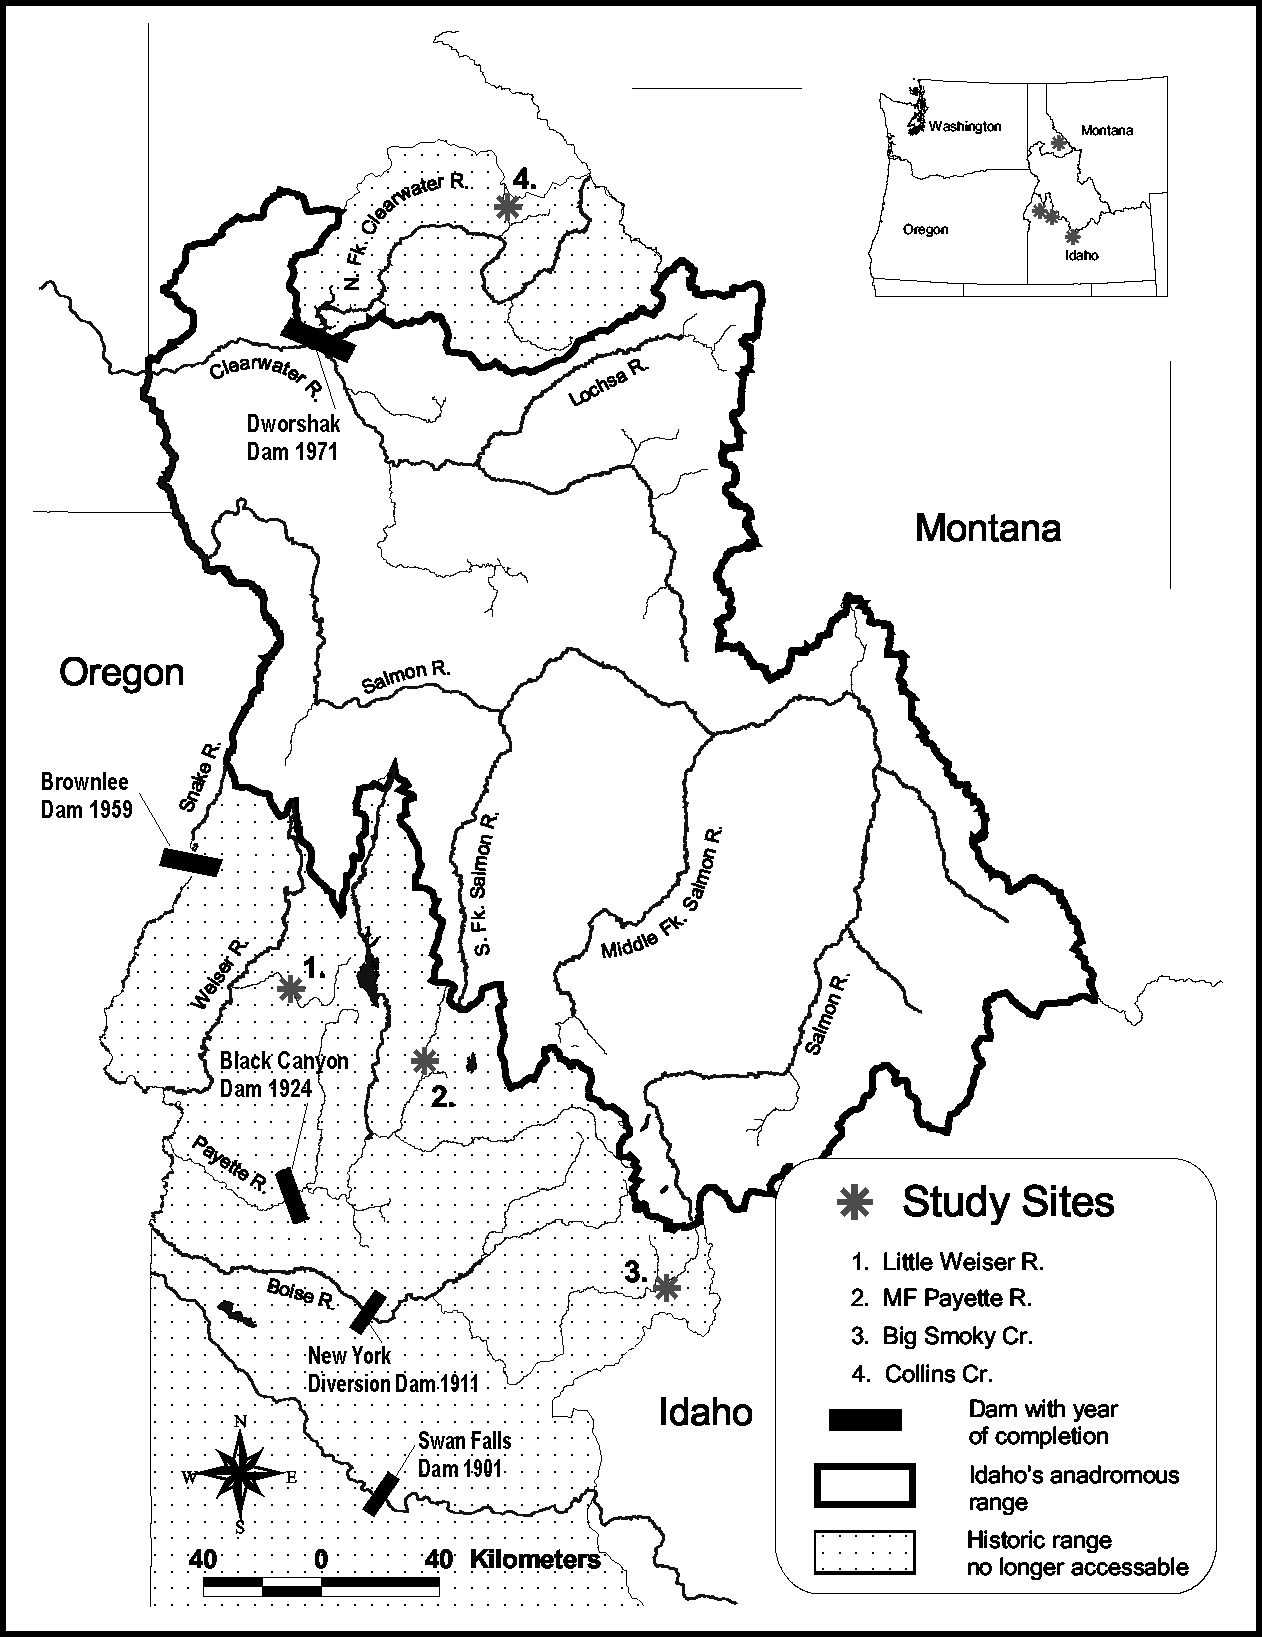 Washington
Montana
Oregon
Idaho
4.
N. Fk. Clearwater R.
Clearwater R.
Lochsa R.
Dworshak
Dam 1971
Montana
Oregon
Salmon R.
Snake R.
Brownlee
Dam 1959
S. Fk. Salmon R.
Middle Fk. Salmon R.
Weiser R.
1.
Salmon R.
Black Canyon
Dam 1924
2.
Payette R.
3.
Boise R.
New York
Diversion Dam 1911
Idaho
Swan Falls
Dam 1901
N
W E
S
40 0 40 Kilometers
Study Sites
1. Little Weiser R.
2. MF Payette R.
3. Big Smoky Cr.
4. Collins Cr.
Dam with year
of completion
Idaho's anadromous
range
Historic range
no longer accessable